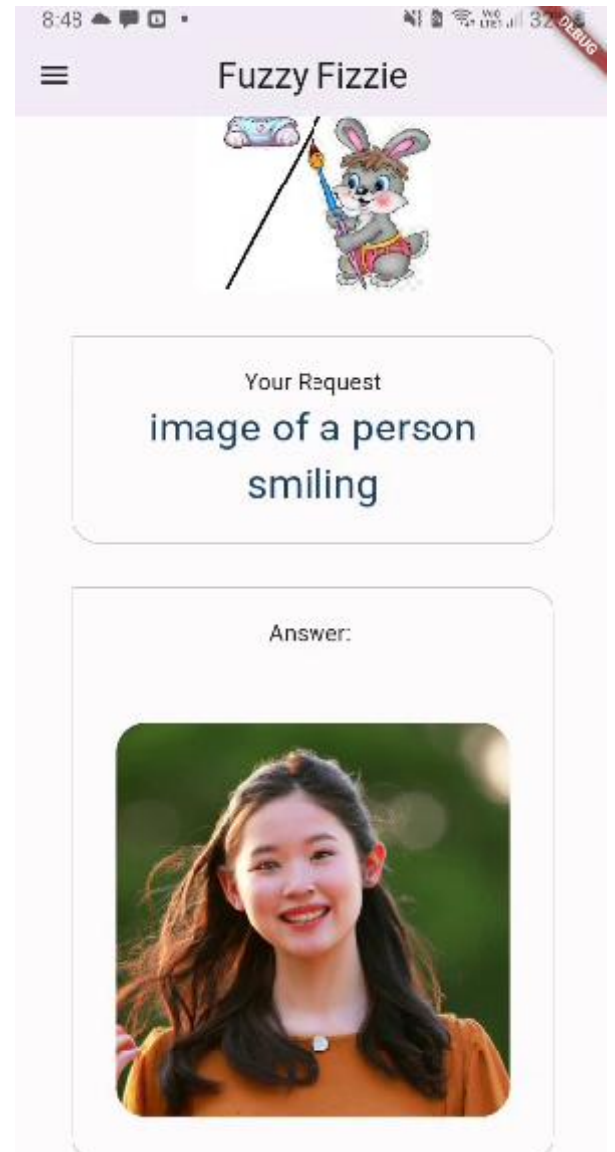 8:48
DEBUG
Fuzzy Fizzie
Your Request
image of a person
smiling
Answer: